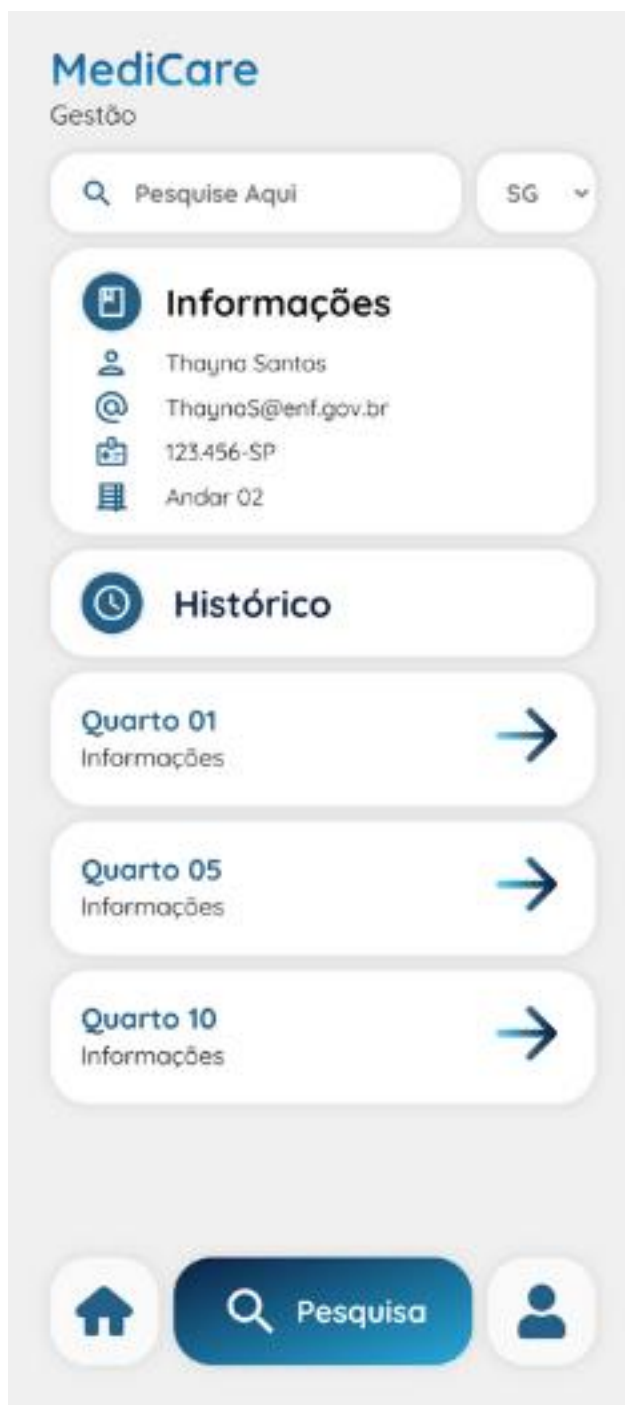 MediCare
Gestão
Pesquise Aqui
SG
Informações
Thayna Santos
ThaynaS@enf.gov.br
123.456-SP
Andar 02
Histórico
Quarto 01
Informações
Quarto 05
Informações
Quarto 10
Informações
Pesquisa